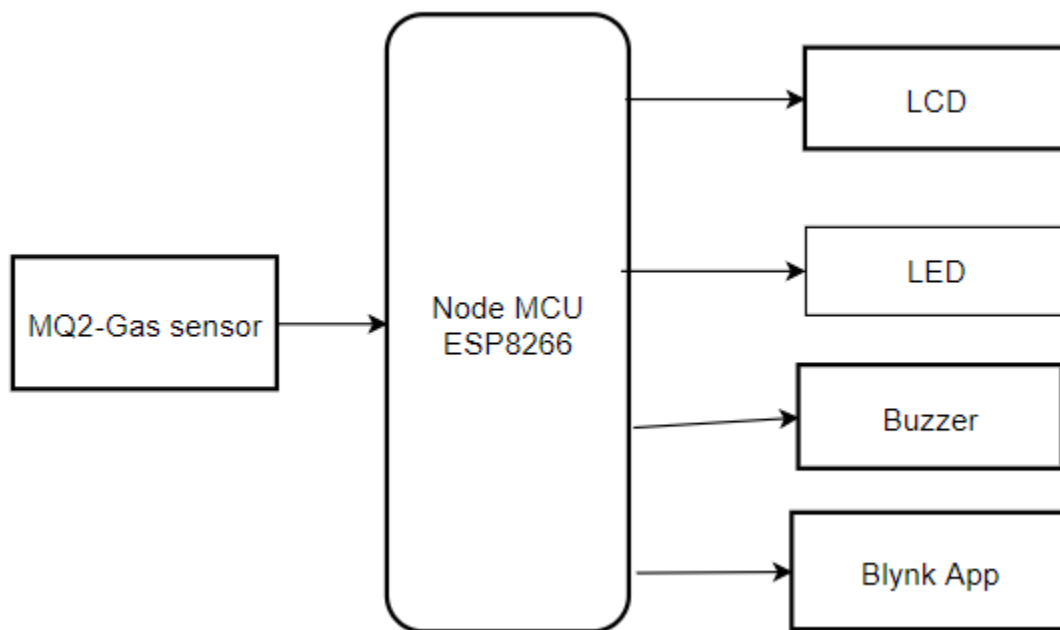 LCD
LED
MQ2-Gas sensor
Node MCU
ESP8266
Buzzer
Blynk App